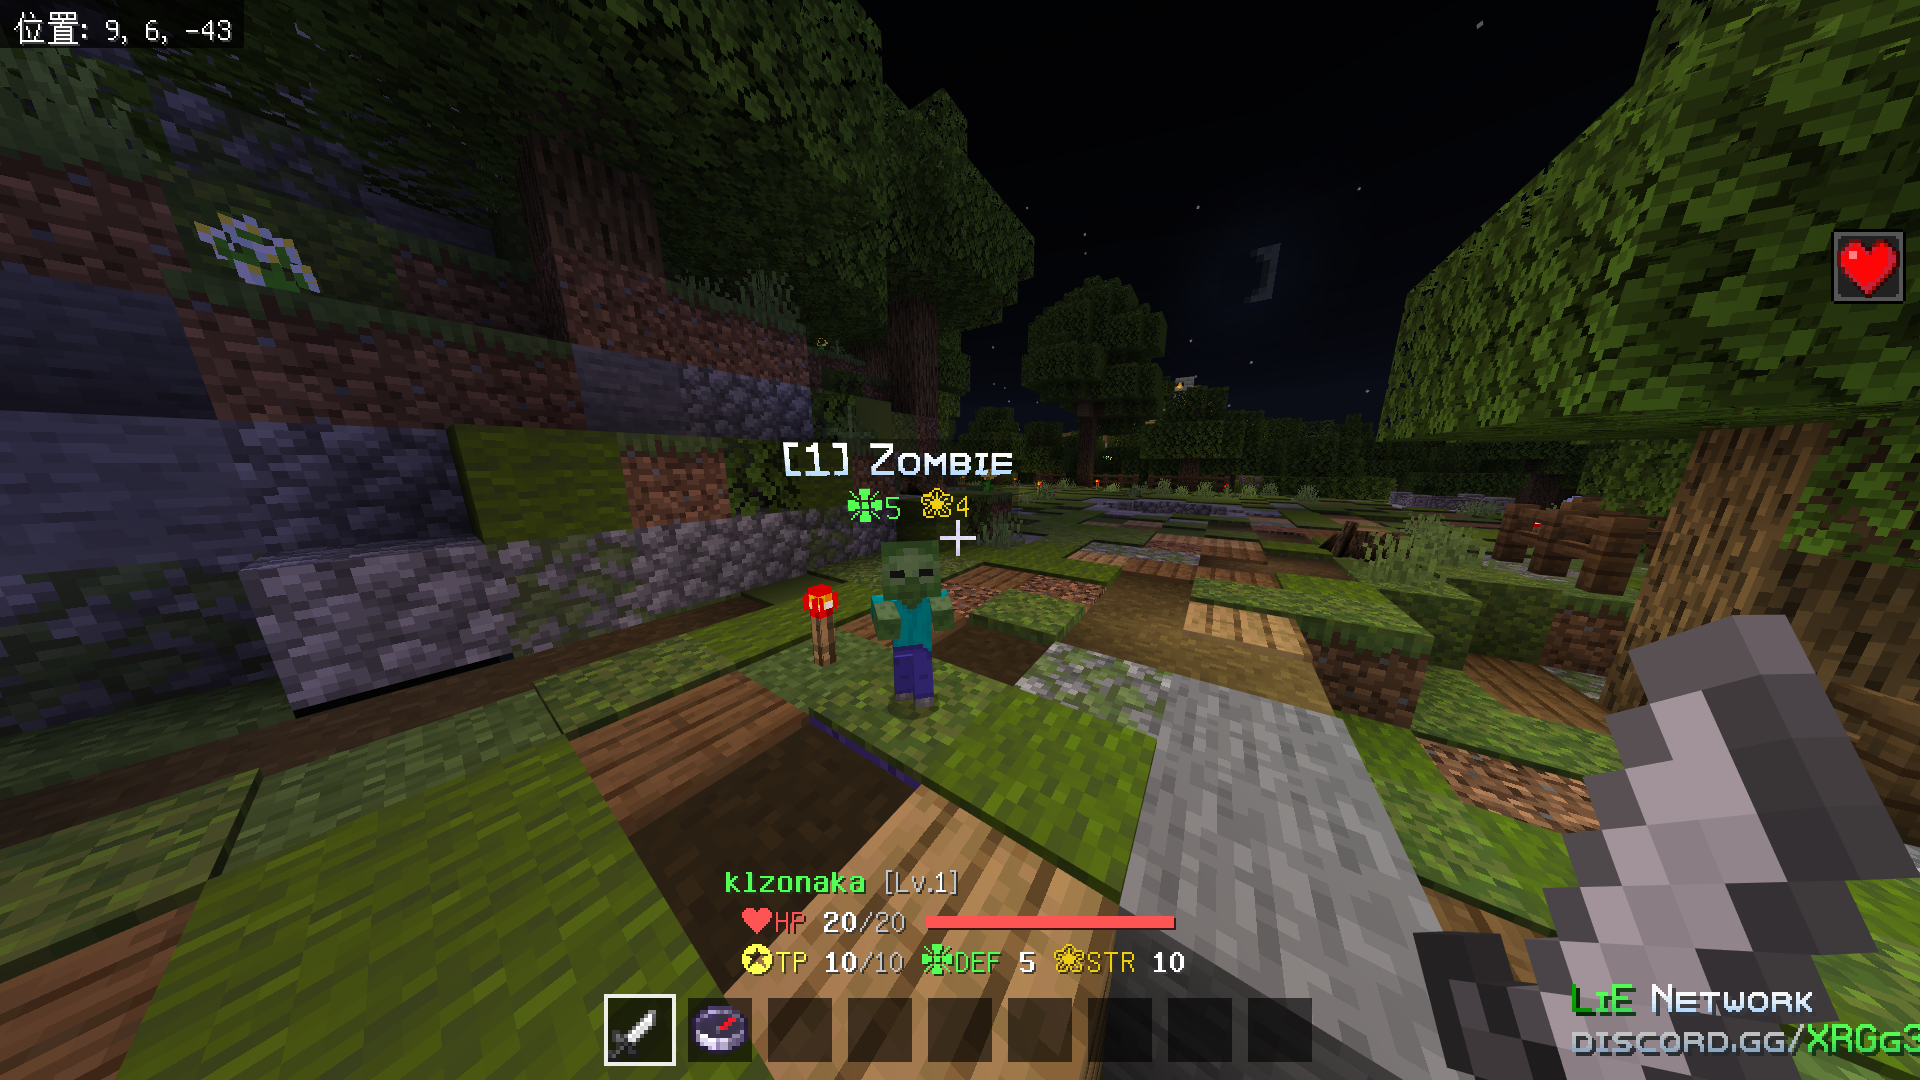 位置: 9, 6, -43
[1] ZOMBIE
5 4
klzonaka [Lv.1]
HP 20/20
TP 10/10 DEF 5 STR 10
LIE NETWORK
DISCORD.GG/XRGG3